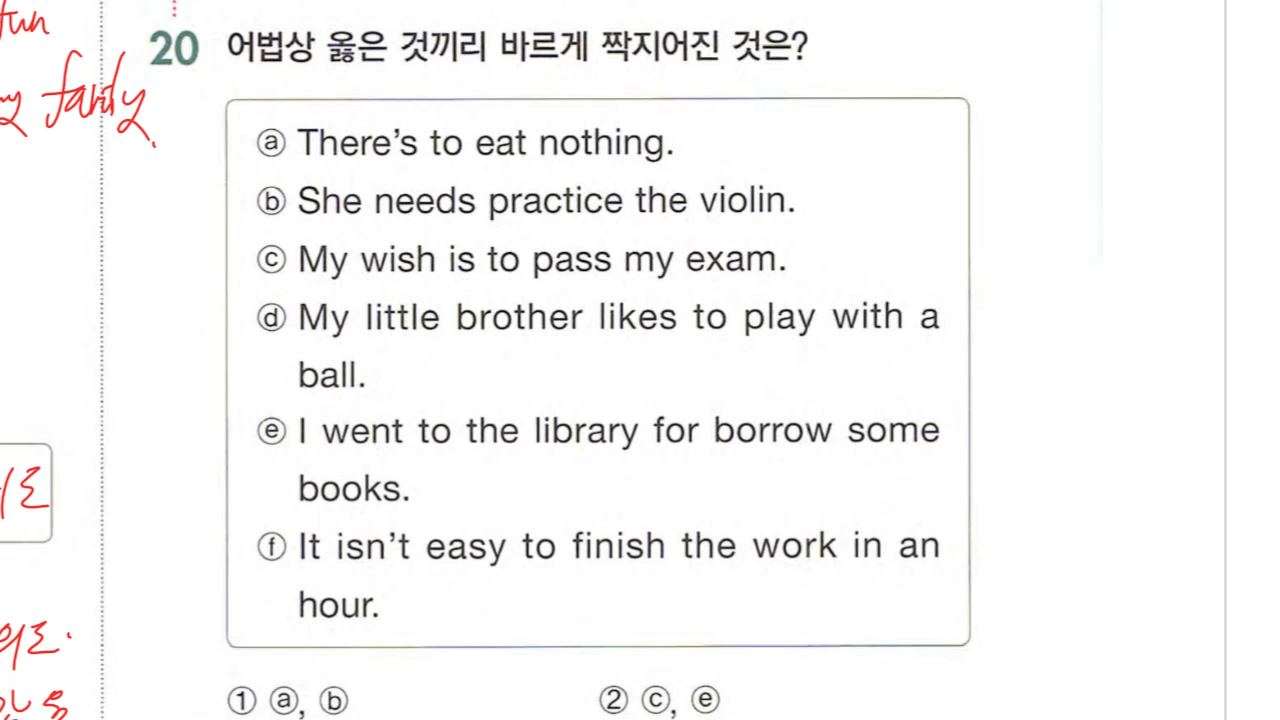 fun
20 어법상 옳은 것끼리 바르게 짝지어진 것은?
my family.
ⓐ There's to eat nothing.
ⓑ She needs practice the violin.
ⓒ My wish is to pass my exam.
ⓓ My little brother likes to play with a
ball.
ⓔ I went to the library for borrow some
books.
ⓕ It isn't easy to finish the work in an
hour.
① ⓐ, ⓑ ② ⓒ, ⓔ